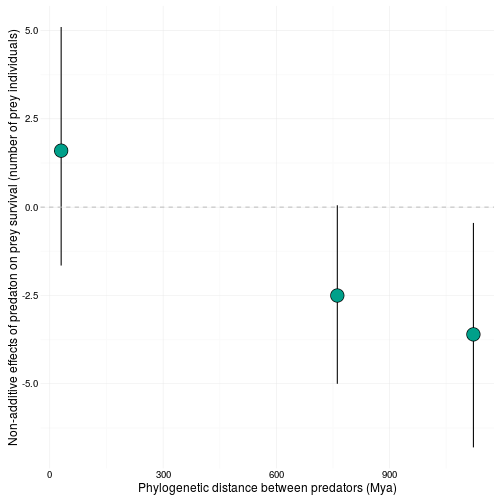 Non-additive effects of predaton on prey survival (number of prey individuals)
5.0
2.5
0.0
-2.5
-5.0
0 300 600 900
Phylogenetic distance between predators (Mya)